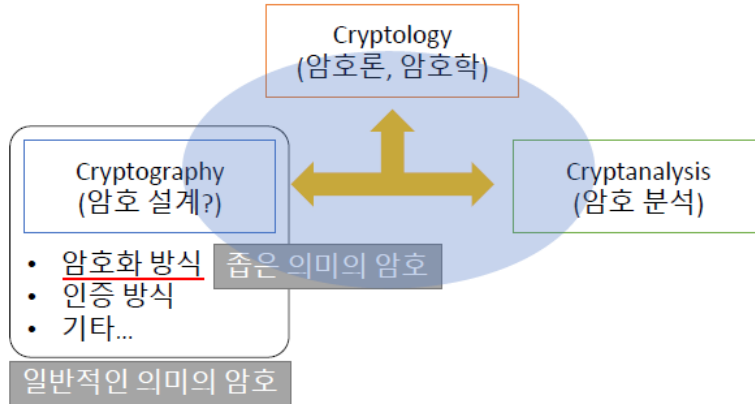 Cryptology
(암호론, 암호학)
Cryptography
(암호 설계?)
Cryptanalysis
(암호 분석)
• 암호화 방식
좁은 의미의 암호
• 인증 방식
• 기타…
일반적인 의미의 암호